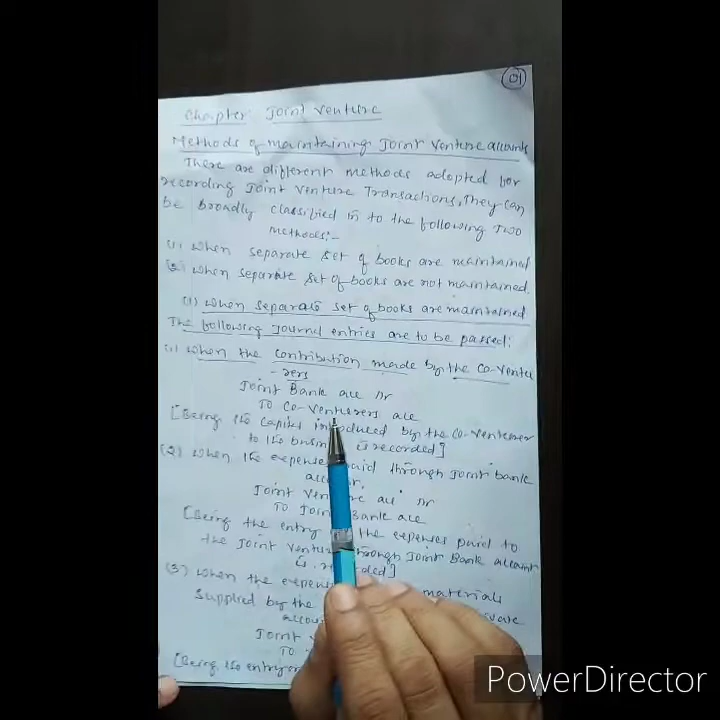 01
Chapter: Joint Venture
Methods of maintaining Joint Venture accounts
There are different methods adopted for
recording Joint Venture Transactions, They can
be broadly classified in to the following Two
methods:-
(1) when separate set of books are maintained
(2) when separate set of books are not maintained.
(1) when separate set of books are maintained
The following Journal entries are to be passed:
(1) when the contribution made by the co-ventu
-rers
Joint Bank a/c Dr
To Co-venturers a/c
[Being the capital introduced by the co-venturer
to the is recorded]
(2) when the expenses paid through Joint bank
Joint a/c Dr
To Bank a/c
[Being the entry the expenses paid to
the Joint through Joint Bank account
is
(3) when the materials
supplied by the
Joint
To
[Being the entry
PowerDirector